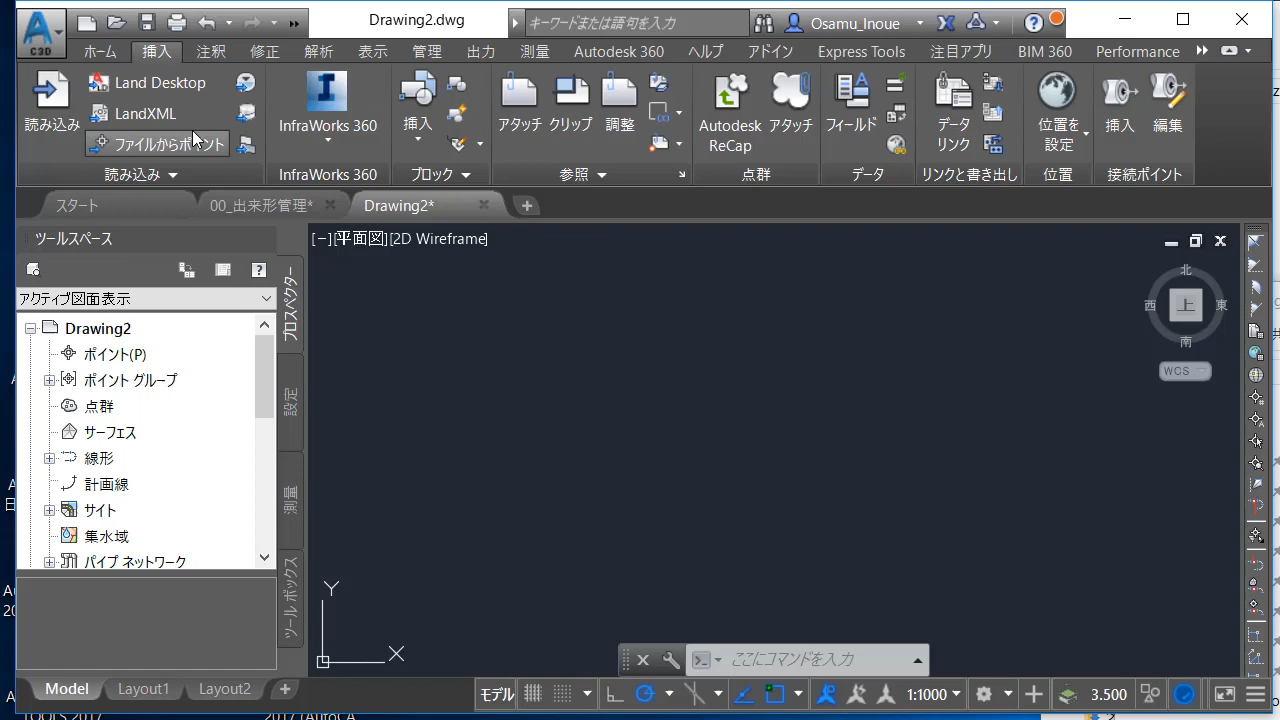 Drawing2.dwg
キーワードまたは語句を入力
Osamu_Inoue
C3D
ホーム 挿入 注釈 修正 解析 表示 管理 出力 測量 Autodesk 360 ヘルプ アドイン Express Tools 注目アプリ BIM 360 Performance
読み込み
Land Desktop
LandXML
ファイルからポイント
InfraWorks 360
挿入
アタッチ
クリップ
調整
Autodesk ReCap
アタッチ
フィールド
データ リンク
位置を設定
挿入
編集
読み込み
InfraWorks 360
ブロック
参照
点群
データ
リンクと書き出し
位置
接続ポイント
スタート
00_出来形管理*
Drawing2*
ツールスペース
アクティブ図面表示
Drawing2
ポイント(P)
ポイント グループ
点群
サーフェス
線形
計画線
サイト
集水域
パイプ ネットワーク
プロスペクター
設定
測量
ツール ボックス
[−][平面図][2D Wireframe]
北
西
上
東
南
WCS
Y
X
ここにコマンドを入力
Model
Layout1
Layout2
モデル
1:1000
3.500